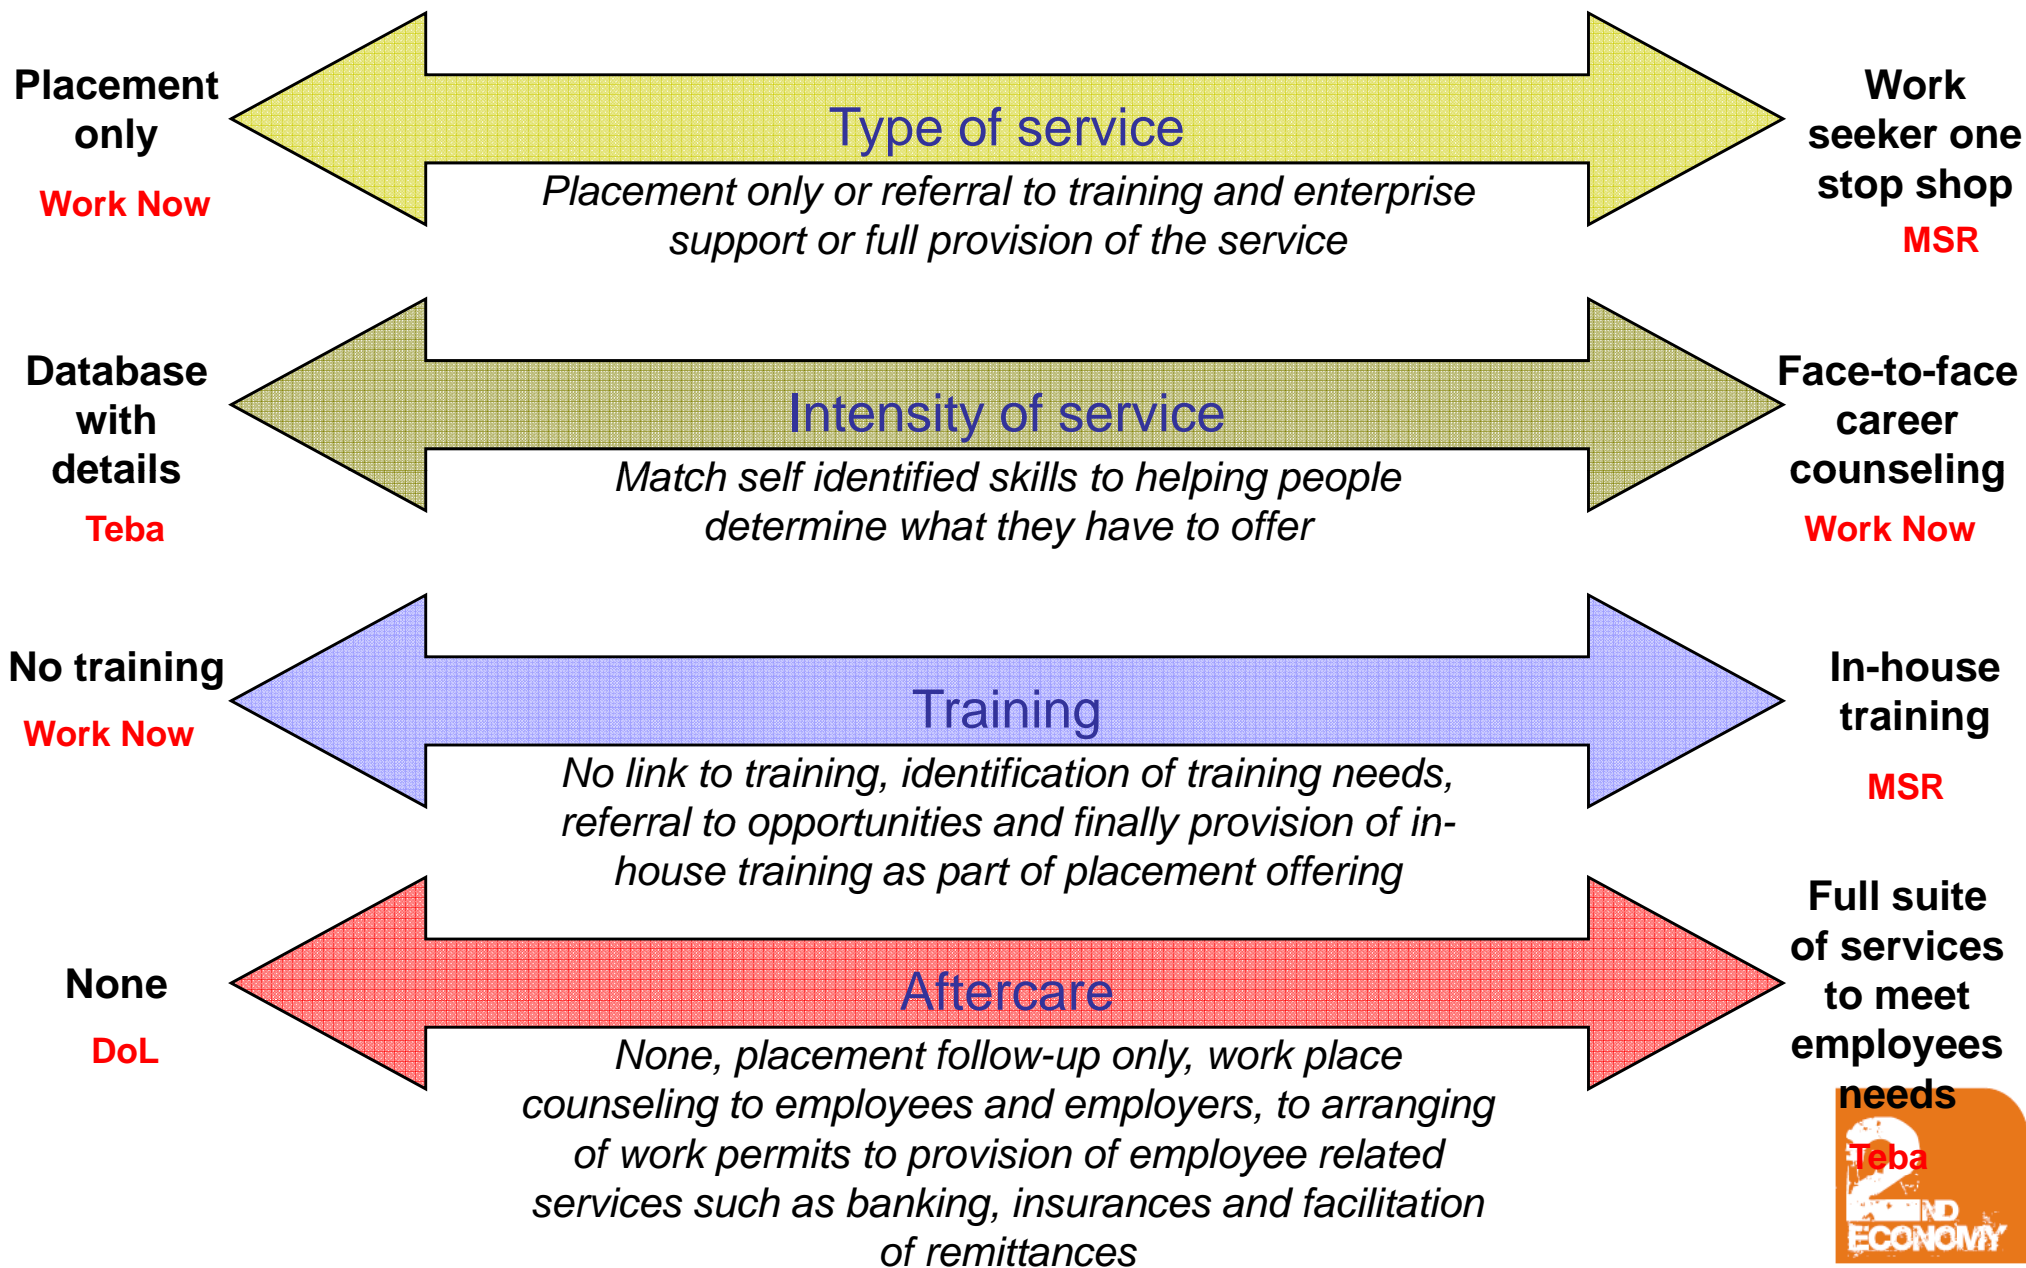 Placement
only
Work Now
Type of service
Placement only or referral to training and enterprise
support or full provision of the service
Work
seeker one
stop shop
MSR
Database
with
details
Teba
Intensity of service
Match self identified skills to helping people
determine what they have to offer
Face-to-face
career
counseling
Work Now
No training
Work Now
Training
No link to training, identification of training needs,
referral to opportunities and finally provision of in-
house training as part of placement offering
In-house
training
MSR
None
DoL
Aftercare
None, placement follow-up only, work place
counseling to employees and employers, to arranging
of work permits to provision of employee related
services such as banking, insurances and facilitation
of remittances
Full suite
of services
to meet
employees
needs
Teba
2
ND
ECONOMY